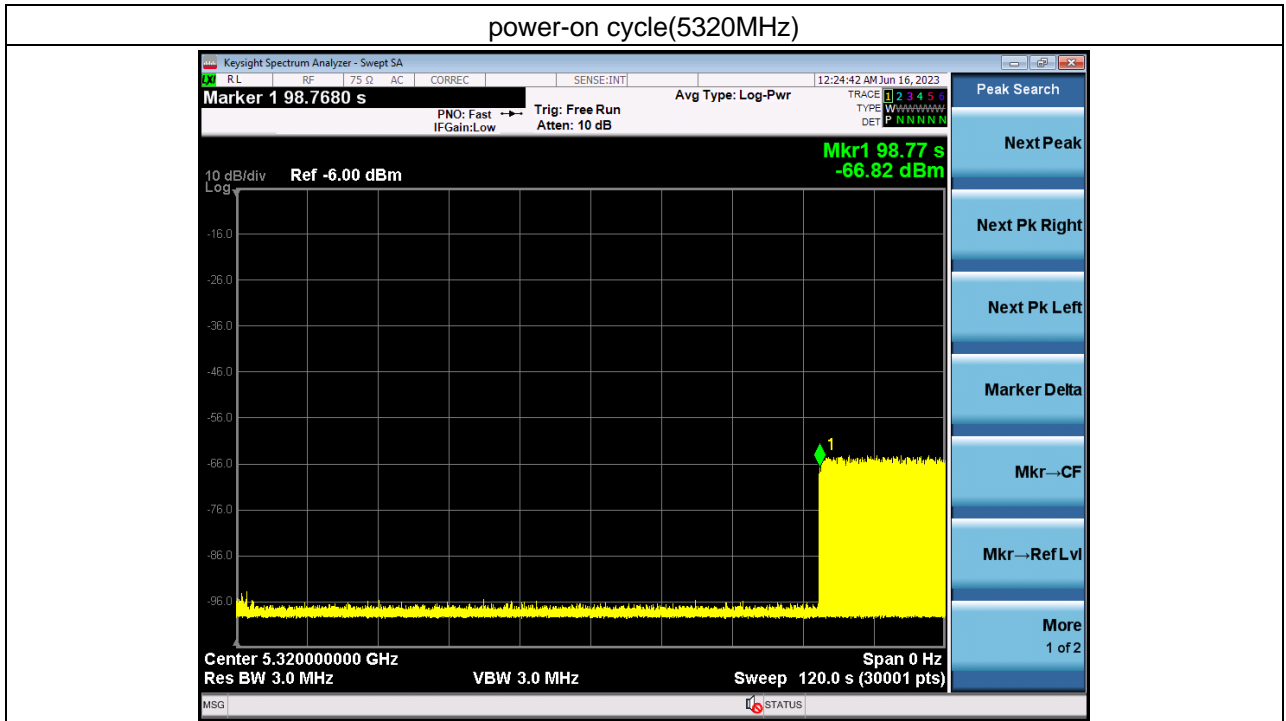 power-on cycle(5320MHz)
Keysight Spectrum Analyzer - Swept SA
LXI RL RF 75 Ω AC CORREC SENSE:INT 12:24:42 AM Jun 16, 2023
Marker 1 98.7680 s
PNO: Fast
IFGain:Low
Trig: Free Run
Atten: 10 dB
Avg Type: Log-Pwr
TRACE 1 2 3 4 5 6
TYPE WWWWWW
DET P N N N N N
Peak Search
Mkr1 98.77 s
-66.82 dBm
10 dB/div Ref -6.00 dBm
Log
-16.0
-26.0
-36.0
-46.0
-56.0
-66.0
-76.0
-86.0
-96.0
1
Center 5.320000000 GHz Span 0 Hz
Res BW 3.0 MHz VBW 3.0 MHz Sweep 120.0 s (30001 pts)
Next Peak
Next Pk Right
Next Pk Left
Marker Delta
Mkr→CF
Mkr→Ref Lvl
More
1 of 2
MSG STATUS